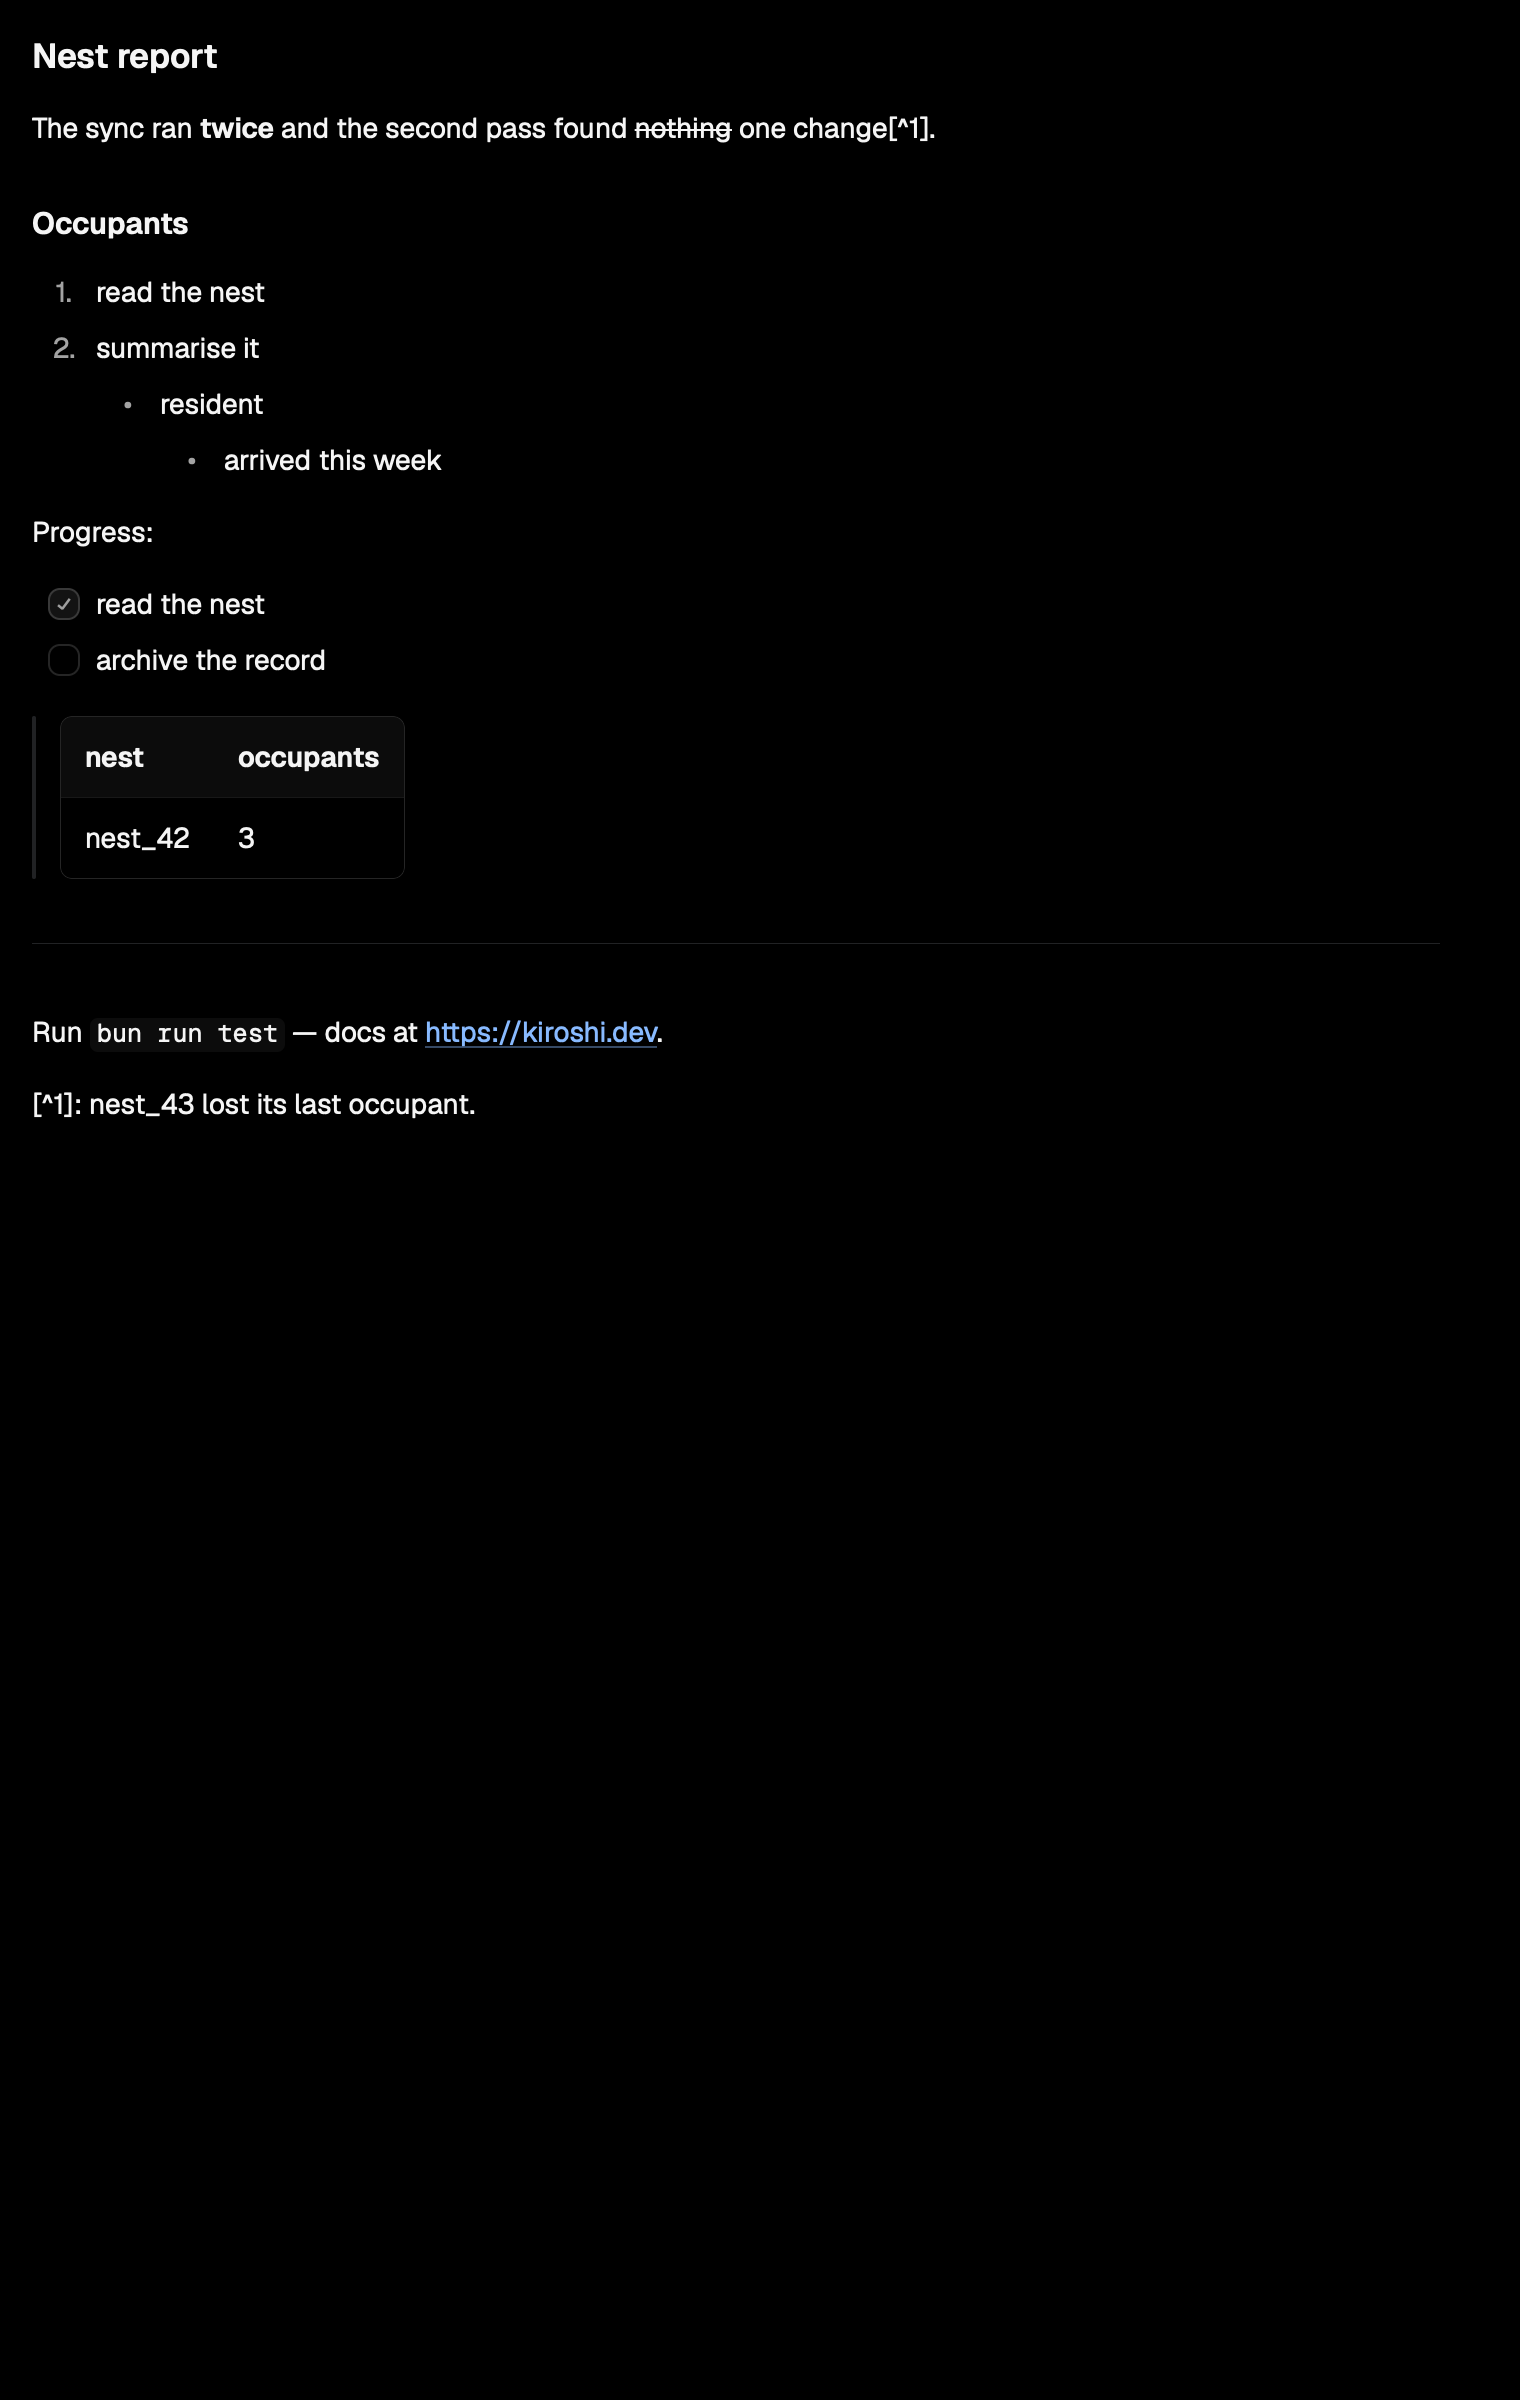 Nest report
The sync ran twice and the second pass found nothing one change[^1].
Occupants
1. read the nest
2. summarise it
• resident
• arrived this week
Progress:
read the nest
archive the record
nest occupants
nest_42 3
Run bun run test — docs at https://kiroshi.dev.
[^1]: nest_43 lost its last occupant.